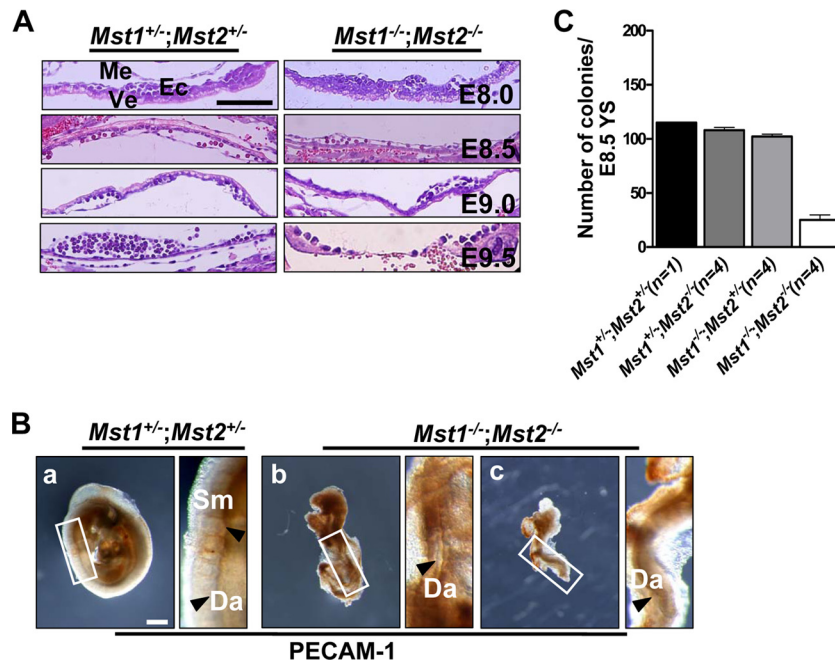 A
Mst1+/-;Mst2+/-
Mst1-/-;Mst2-/-
Me
Ec
Ve
E8.0
E8.5
E9.0
E9.5
C
Number of colonies/
E8.5 YS
200
150
100
50
0
Mst1+/-;Mst2+/-(n=1)
Mst1+/-;Mst2-/-(n=4)
Mst1-/-;Mst2+/-(n=4)
Mst1-/-;Mst2-/-(n=4)
B
Mst1+/-;Mst2+/-
Mst1-/-;Mst2-/-
a
Sm
Da
b
Da
c
Da
PECAM-1